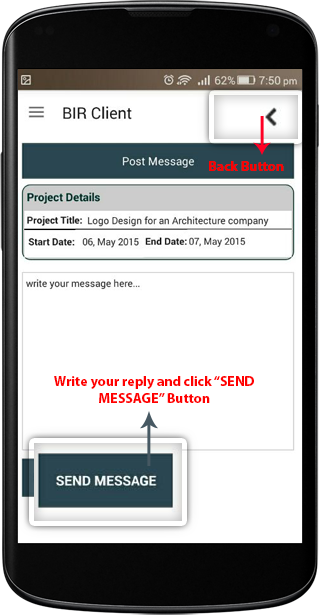 62% 7:50 pm
BIR Client
Post Message
Back Button
Project Details
Project Title: Logo Design for an Architecture company
Start Date: 06, May 2015 End Date: 07, May 2015
write your message here...
Write your reply and click “SEND
MESSAGE” Button
SEND MESSAGE